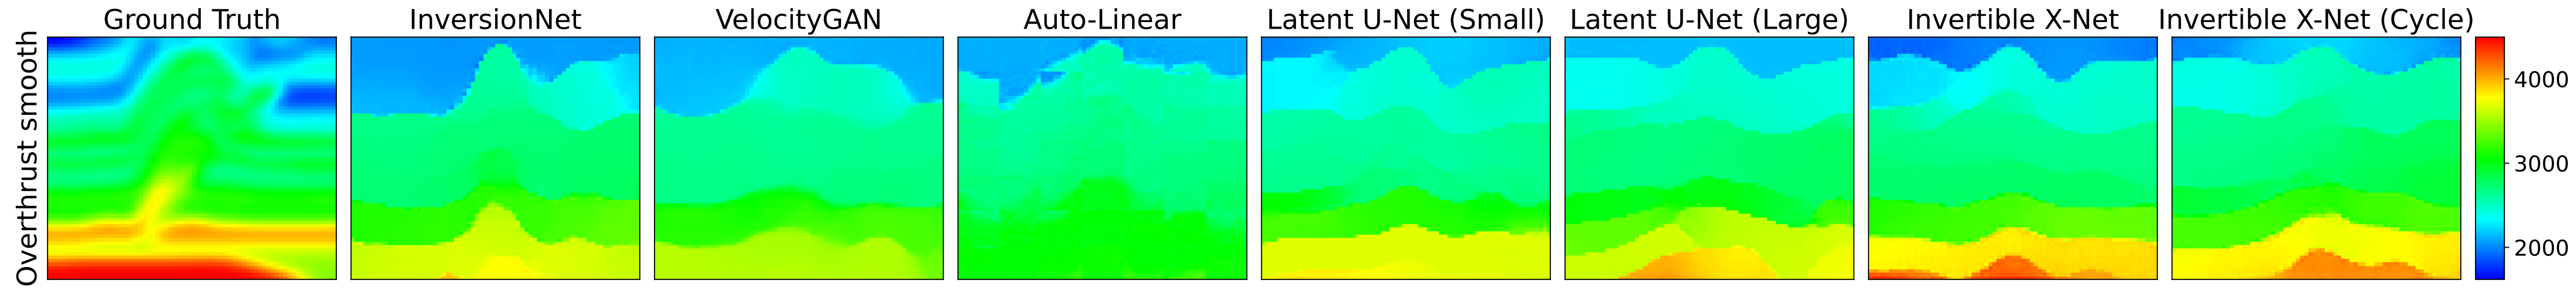 Ground Truth
InversionNet
VelocityGAN
Auto-Linear
Latent U-Net (Small)
Latent U-Net (Large)
Invertible X-Net
Invertible X-Net (Cycle)
Overthrust smooth
4000
3000
2000